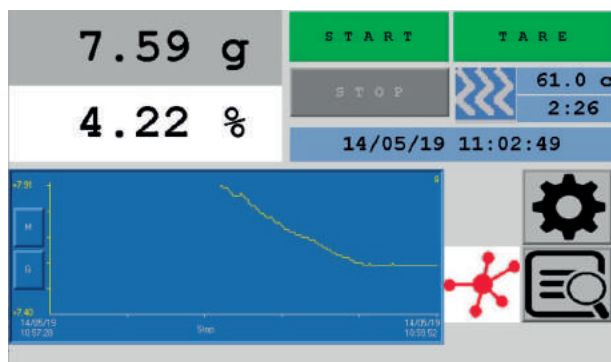 7.59 g
START
TARE
STOP
61.0 c
4.22 %
2:26
14/05/19 11:02:49
+7.91
g
M
G
+7.40
14/05/19
10:57:28
Stop
14/05/19
10:59:52